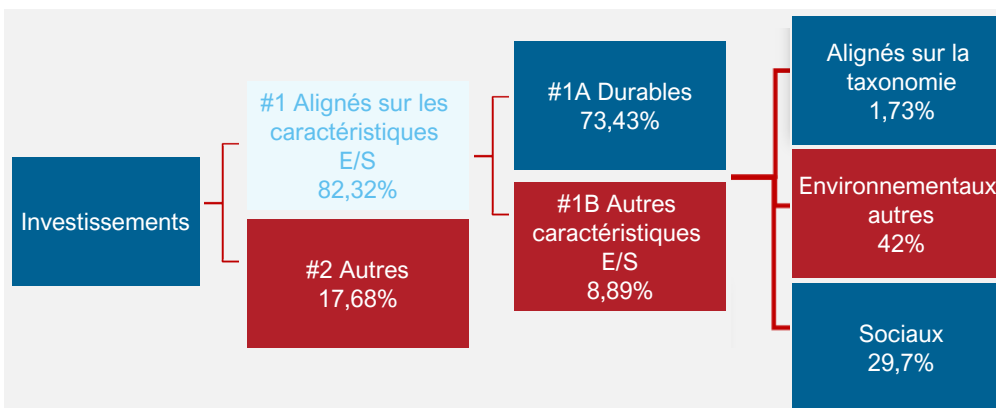 Investissements
#1 Alignés sur les
caractéristiques
E/S
82,32%
#2 Autres
17,68%
#1A Durables
73,43%
#1B Autres
caractéristiques
E/S
8,89%
Alignés sur la
taxonomie
1,73%
Environnementaux
autres
42%
Sociaux
29,7%